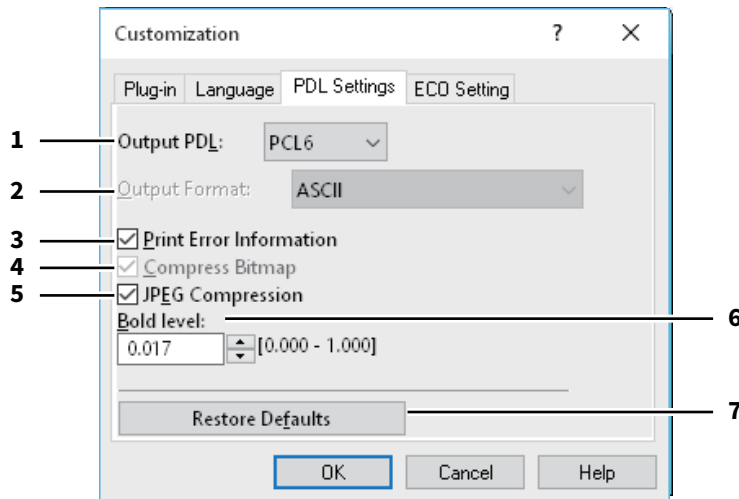 Customization ? ×
Plug-in Language PDL Settings ECO Setting
1 Output PDL: PCL6
2 Output Format: ASCII
3 Print Error Information
4 Compress Bitmap
5 JPEG Compression
Bold level: 6
0.017 [0.000 - 1.000]
Restore Defaults 7
OK Cancel Help